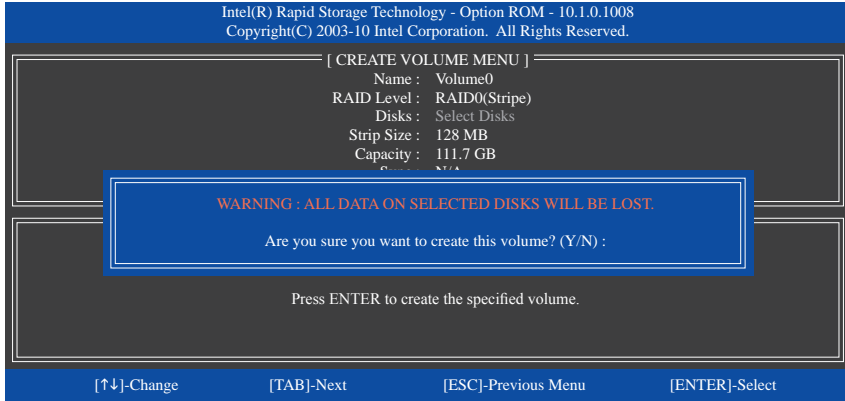 Intel(R) Rapid Storage Technology - Option ROM - 10.1.0.1008
Copyright(C) 2003-10 Intel Corporation. All Rights Reserved.
[ CREATE VOLUME MENU ]
Name : Volume0
RAID Level : RAID0(Stripe)
Disks : Select Disks
Strip Size : 128 MB
Capacity : 111.7 GB
WARNING : ALL DATA ON SELECTED DISKS WILL BE LOST.
Are you sure you want to create this volume? (Y/N) :
Press ENTER to create the specified volume.
[↑↓]-Change [TAB]-Next [ESC]-Previous Menu [ENTER]-Select